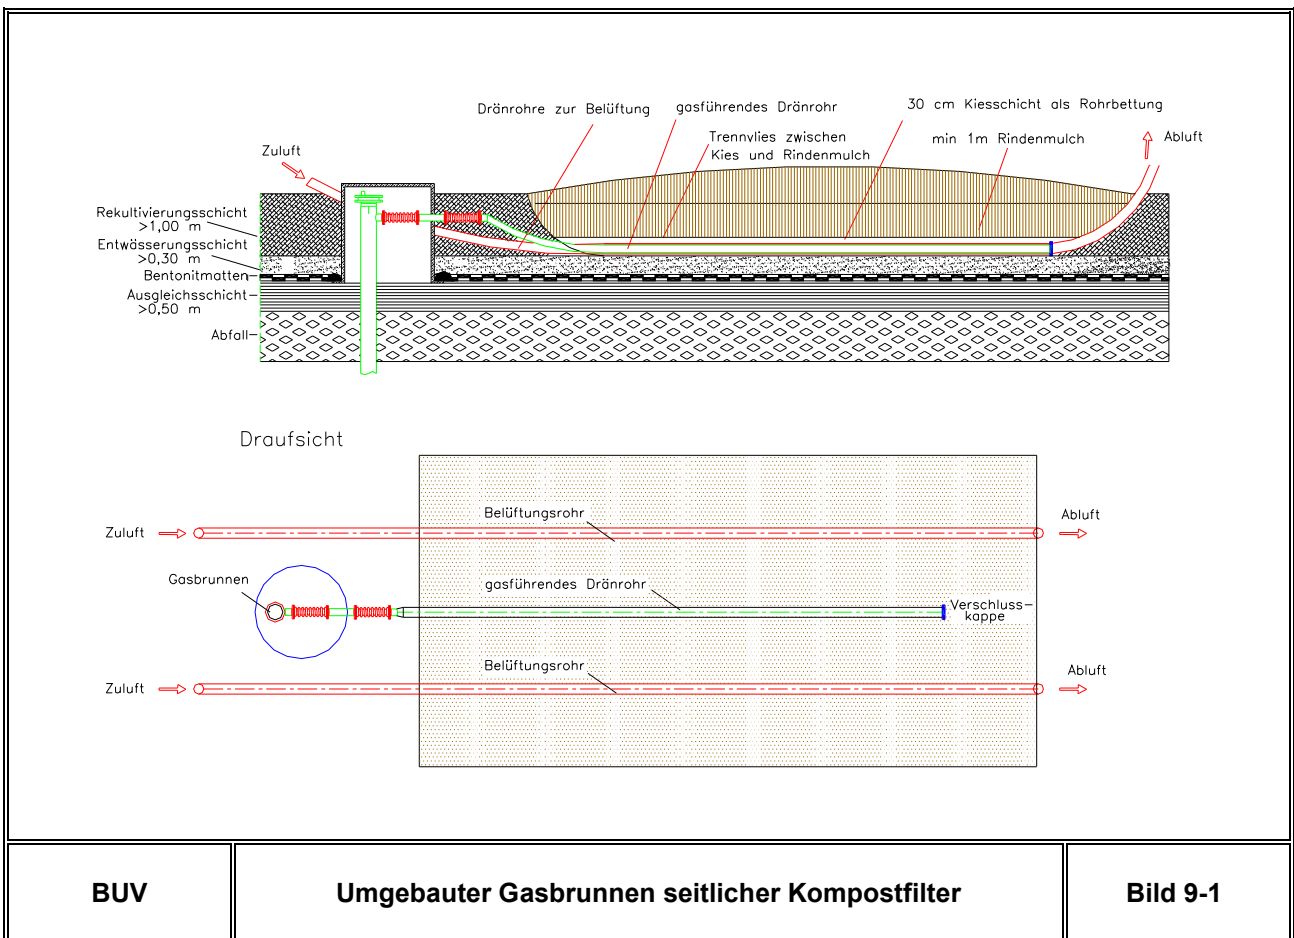 Dränrohre zur Belüftung
gasführendes Dränrohr
30 cm Kiesschicht als Rohrbettung
Trennvlies zwischen
Kies und Rindenmulch
min 1m Rindenmulch
Abluft
Zuluft
Rekultivierungsschicht
>1,00 m
Entwässerungsschicht
>0,30 m
Bentonitmatten
Ausgleichsschicht
>0,50 m
Abfall
Draufsicht
Belüftungsrohr
Zuluft
Abluft
Gasbrunnen
gasführendes Dränrohr
Verschluss-
kappe
Belüftungsrohr
Zuluft
Abluft
BUV
Umgebauter Gasbrunnen seitlicher Kompostfilter
Bild 9-1